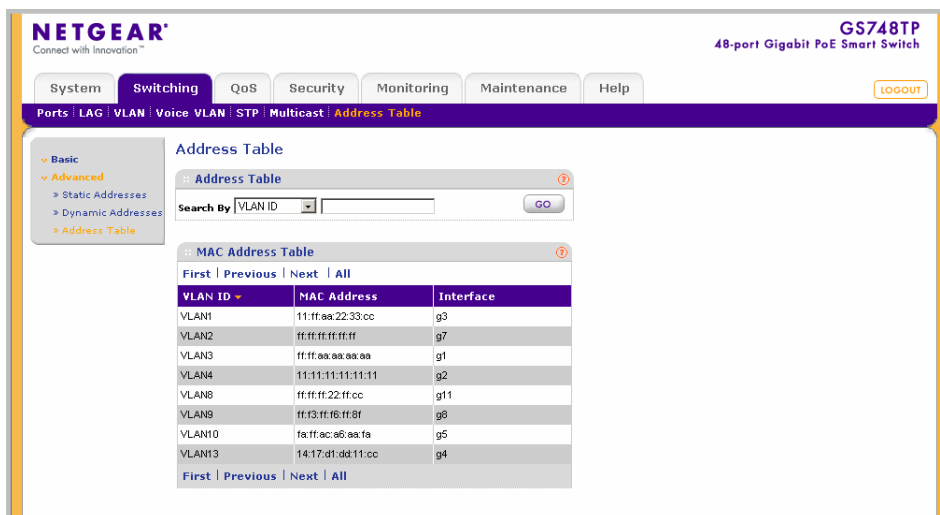 NETGEAR®
Connect with Innovation™
GS748TP
48-port Gigabit PoE Smart Switch
System Switching QoS Security Monitoring Maintenance Help LOGOUT
Ports LAG VLAN Voice VLAN STP Multicast Address Table
Basic
Advanced
» Static Addresses
» Dynamic Addresses
» Address Table
Address Table
Address Table ?
Search By VLAN ID GO
MAC Address Table ?
First Previous Next All
VLAN ID MAC Address Interface
VLAN1 11:ff:aa:22:33:cc g3
VLAN2 ff:ff:ff:ff:ff:ff g7
VLAN3 ff:ff:aa:aa:aa:aa g1
VLAN4 11:11:11:11:11:11 g2
VLAN8 ff:ff:ff:22:ff:cc g11
VLAN9 ff:f3:ff:f6:ff:8f g8
VLAN10 fa:ff:ac:a6:aa:fa g5
VLAN13 14:17:d1:dd:11:cc g4
First Previous Next All